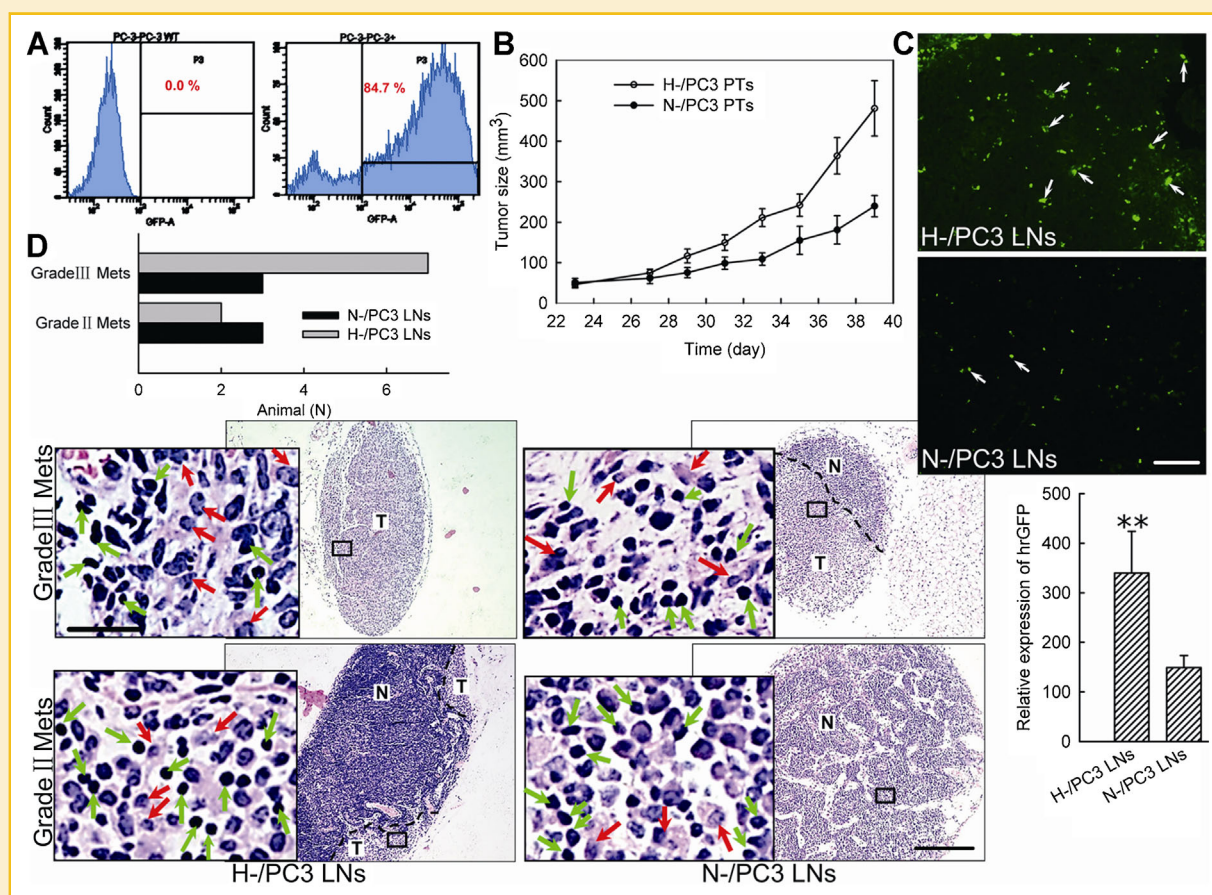 A
PC-3-PC-3 WT
P3
0.0 %
Count
GFP-A
PC-3-PC-3+
P3
84.7 %
Count
GFP-A
B
600
500
400
300
200
100
0
Tumor size (mm³)
H-/PC3 PTs
N-/PC3 PTs
22 24 26 28 30 32 34 36 38 40
Time (day)
C
H-/PC3 LNs
N-/PC3 LNs
500
400
300
200
100
0
Relative expression of hrGFP
**
H-/PC3 LNs
N-/PC3 LNs
D
GradeⅢ Mets
Grade Ⅱ Mets
N-/PC3 LNs
H-/PC3 LNs
0 2 4 6
Animal (N)
GradeⅢ Mets
T
N
T
Grade Ⅱ Mets
N
T
T
N
H-/PC3 LNs
N-/PC3 LNs